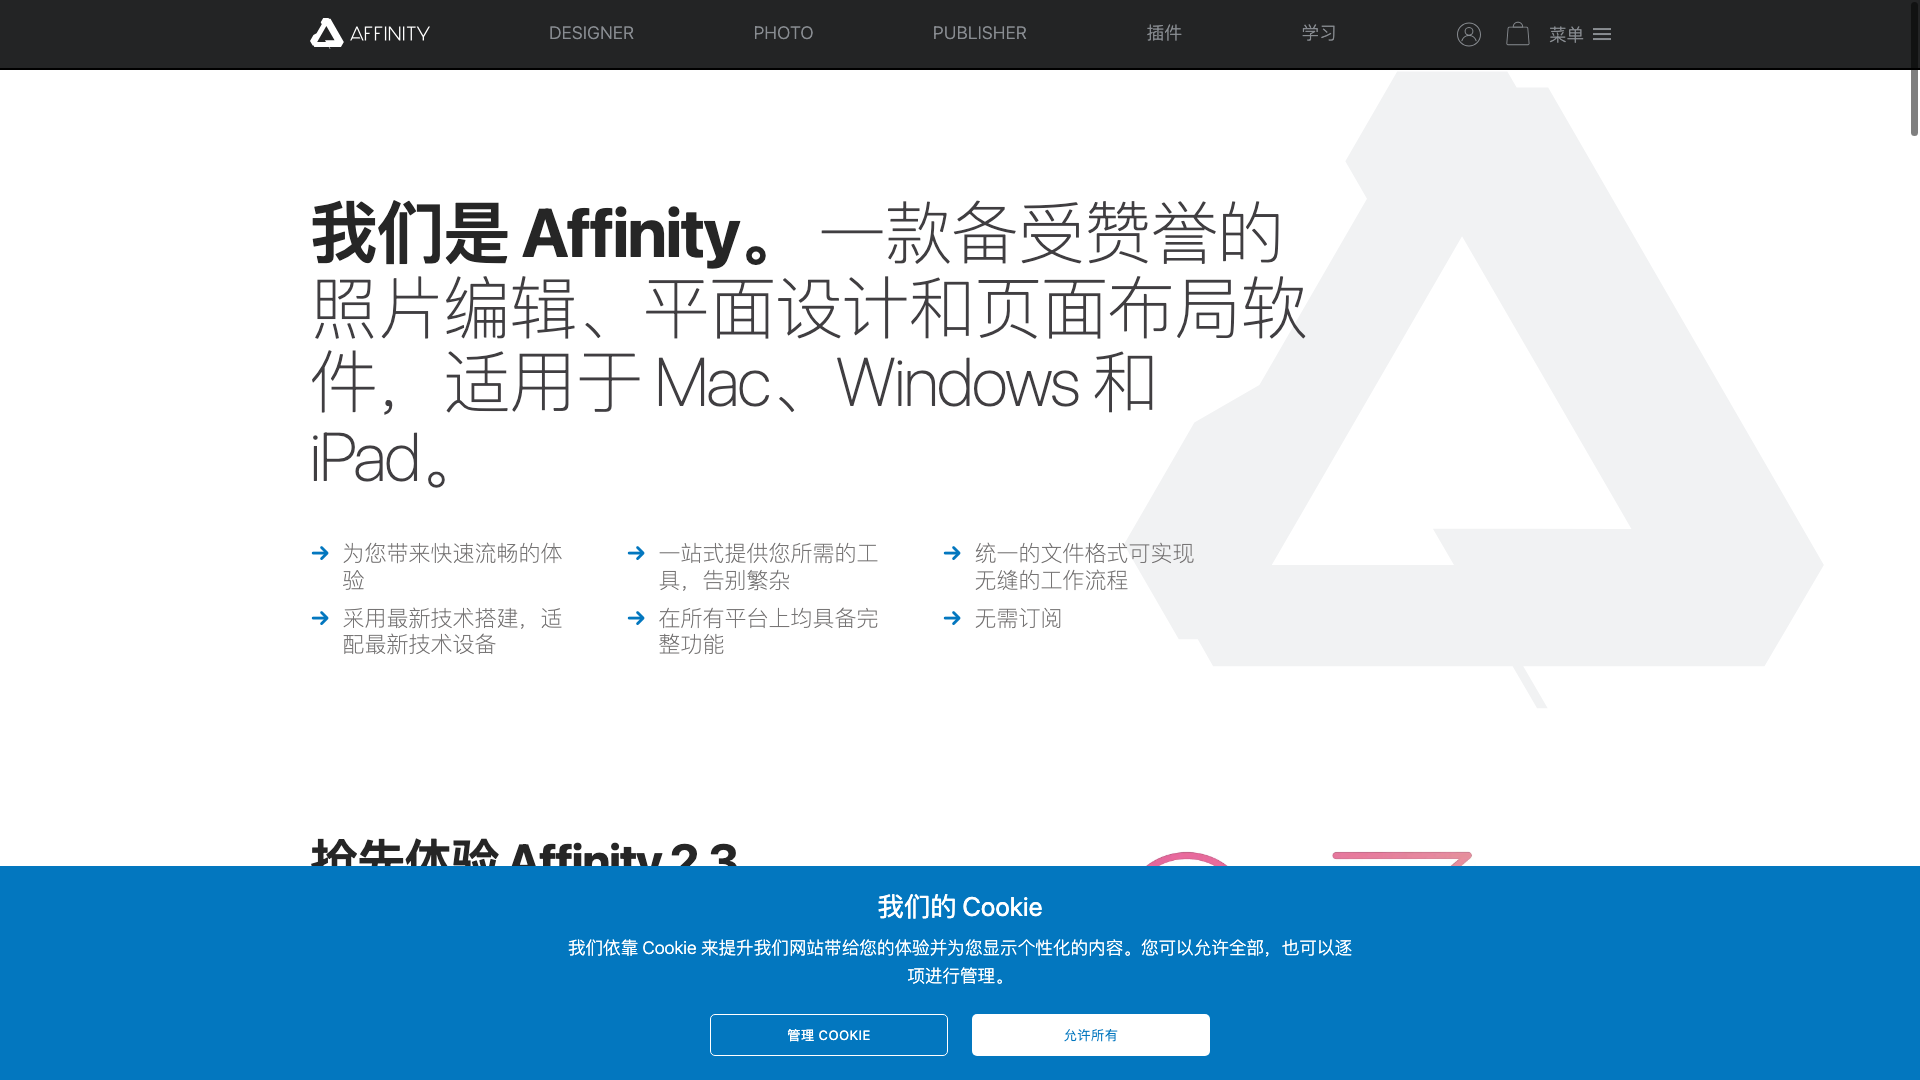 AFFINITY
DESIGNER
PHOTO
PUBLISHER
插件
学习
菜单
我们是 Affinity。 一款备受赞誉的
照片编辑、平面设计和页面布局软
件，适用于 Mac、Windows 和
iPad。
为您带来快速流畅的体
验
一站式提供您所需的工
具，告别繁杂
统一的文件格式可实现
无缝的工作流程
采用最新技术搭建，适
配最新技术设备
在所有平台上均具备完
整功能
无需订阅
抢先体验 Affinity 2.3
我们的 Cookie
我们依靠 Cookie 来提升我们网站带给您的体验并为您显示个性化的内容。您可以允许全部，也可以逐
项进行管理。
管理 COOKIE
允许所有